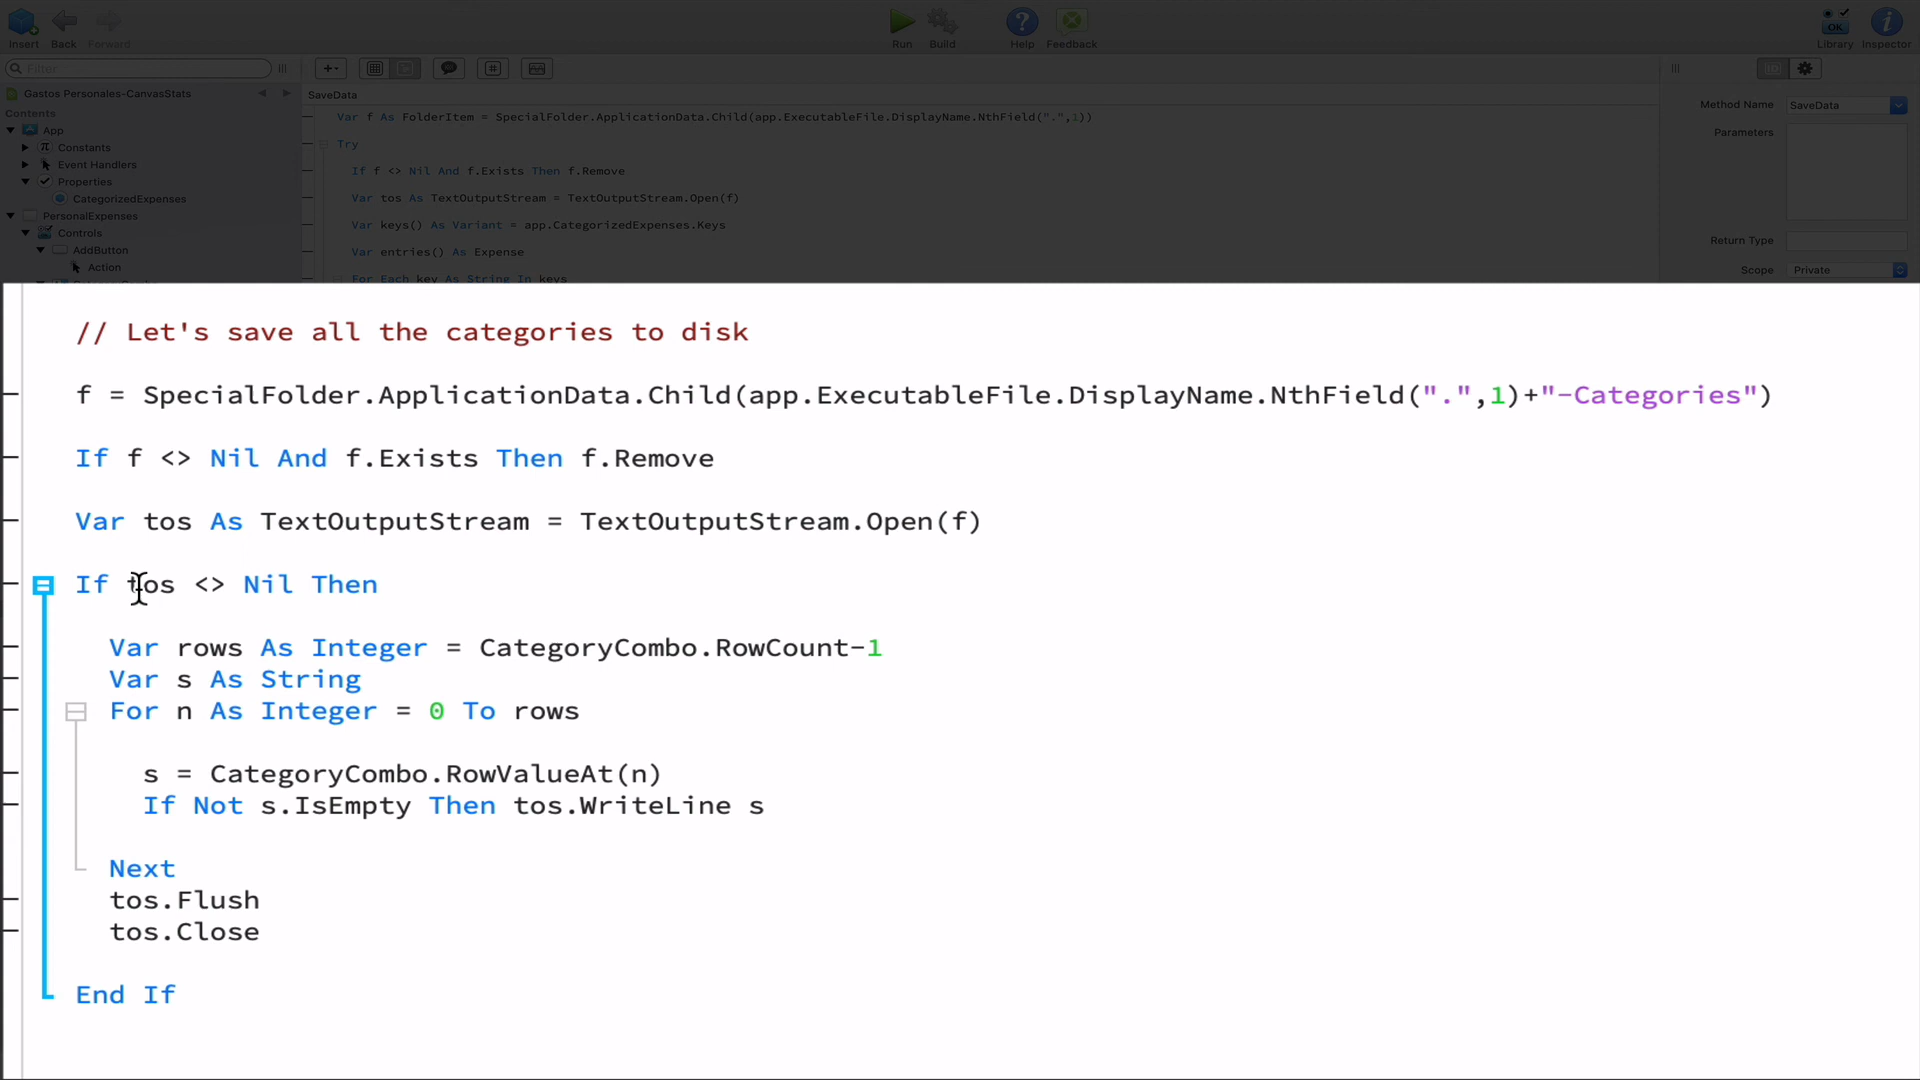 Insert
Back
Forward
Run
Build
Help
Feedback
OK
Library
Inspector
Filter
Gastos Personales-CanvasStats
Contents
App
Constants
Event Handlers
Properties
CategorizedExpenses
PersonalExpenses
Controls
AddButton
Action
SaveData
Var f As FolderItem = SpecialFolder.ApplicationData.Child(app.ExecutableFile.DisplayName.NthField(".",1))
Try
If f <> Nil And f.Exists Then f.Remove
Var tos As TextOutputStream = TextOutputStream.Open(f)
Var keys() As Variant = app.CategorizedExpenses.Keys
Var entries() As Expense
For Each key As String In keys
Method Name
SaveData
Parameters
Return Type
Scope
Private
// Let's save all the categories to disk
f = SpecialFolder.ApplicationData.Child(app.ExecutableFile.DisplayName.NthField(".",1)+"-Categories")
If f <> Nil And f.Exists Then f.Remove
Var tos As TextOutputStream = TextOutputStream.Open(f)
If tos <> Nil Then
Var rows As Integer = CategoryCombo.RowCount-1
Var s As String
For n As Integer = 0 To rows
s = CategoryCombo.RowValueAt(n)
If Not s.IsEmpty Then tos.WriteLine s
Next
tos.Flush
tos.Close
End If